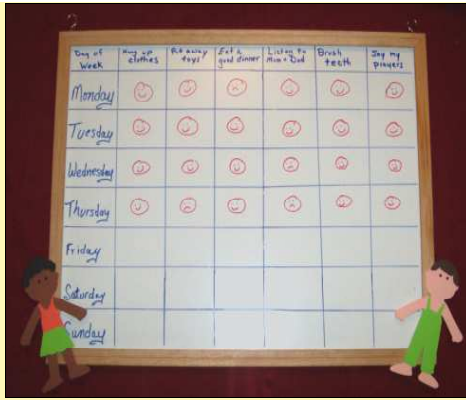 Day of
Week
Hang up
clothes
Put away
toys
Eat a
good dinner
Listen to
Mom + Dad
Brush
teeth
Say my
prayers
Monday
Tuesday
Wednesday
Thursday
Friday
Saturday
Sunday